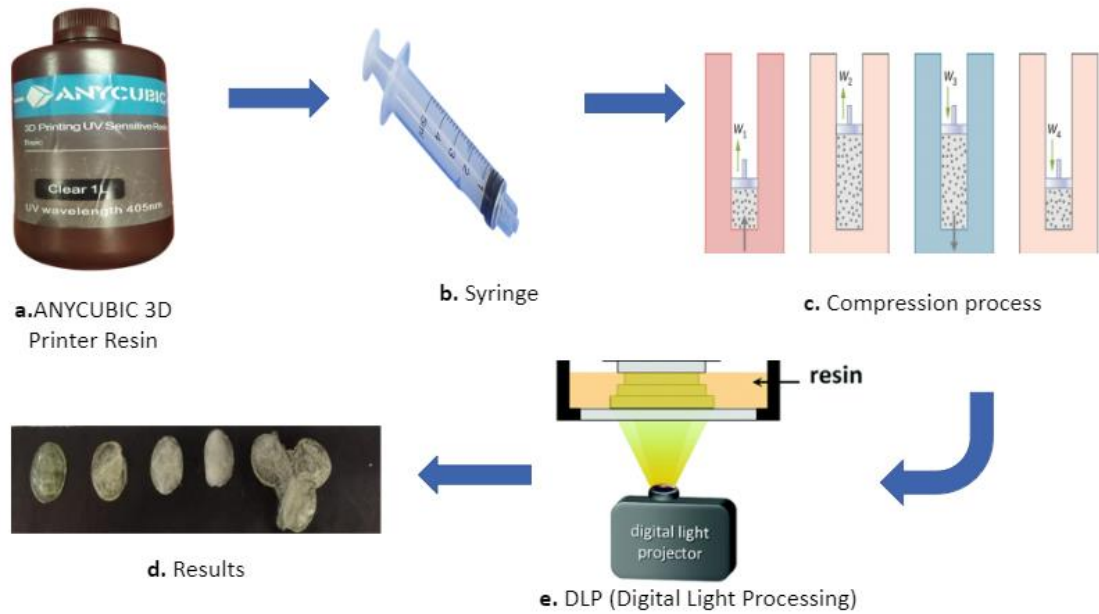 ANYCUBIC
3D Printing UV Sensitive Resin
Basic
Clear 1L
UV wavelength 405nm
a.ANYCUBIC 3D
Printer Resin
b. Syringe
W₁
W₂
W₃
W₄
c. Compression process
resin
digital light
projector
e. DLP (Digital Light Processing)
d. Results